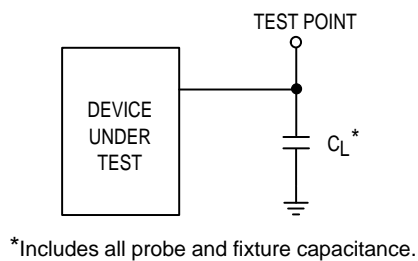 TEST POINT
DEVICE
UNDER
TEST
CL*
*Includes all probe and fixture capacitance.